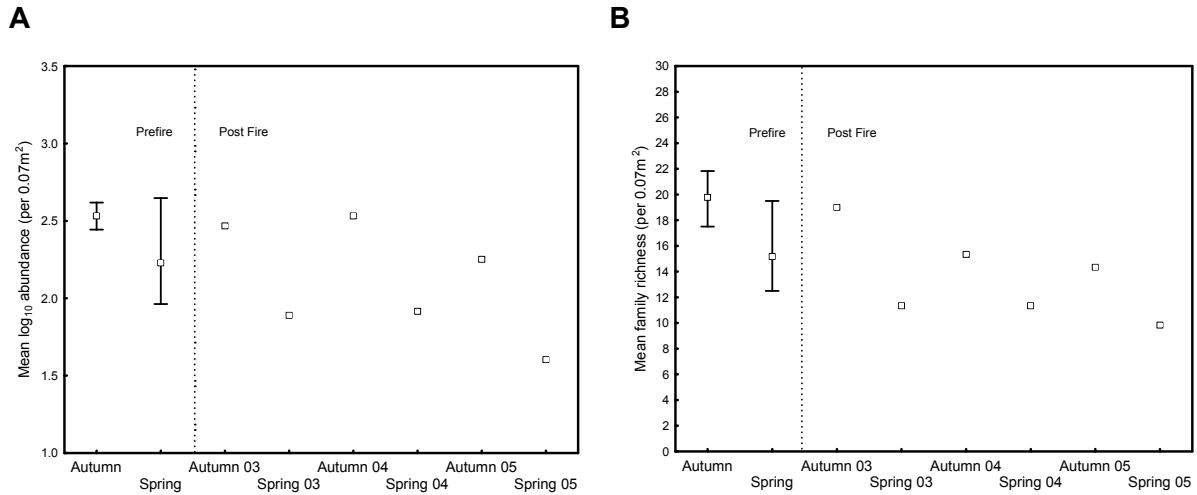 A
Mean log10 abundance (per 0.07m2)
3.5
3.0
2.5
2.0
1.5
1.0
Prefire
Post Fire
Autumn
Spring
Autumn 03
Spring 03
Autumn 04
Spring 04
Autumn 05
Spring 05
B
Mean family richness (per 0.07m2)
30
28
26
24
22
20
18
16
14
12
10
8
6
4
2
0
Prefire
Post Fire
Autumn
Spring
Autumn 03
Spring 03
Autumn 04
Spring 04
Autumn 05
Spring 05